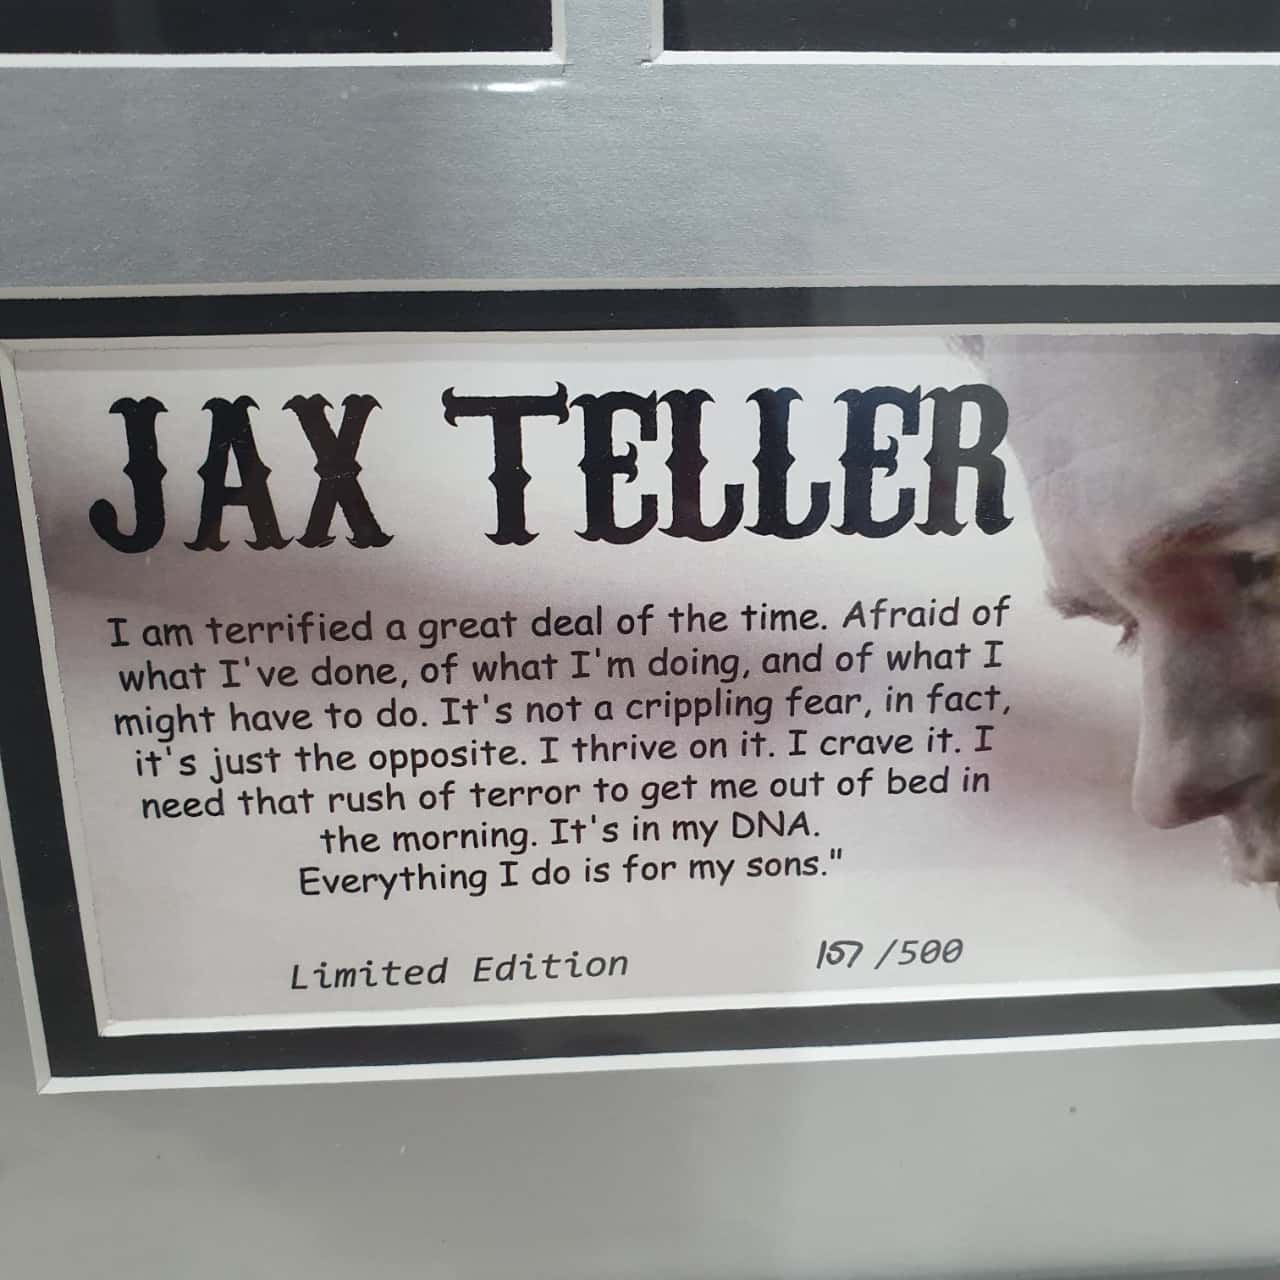 JAX TELLER
I am terrified a great deal of the time. Afraid of
what I've done, of what I'm doing, and of what I
might have to do. It's not a crippling fear, in fact,
it's just the opposite. I thrive on it. I crave it. I
need that rush of terror to get me out of bed in
the morning. It's in my DNA.
Everything I do is for my sons."
Limited Edition 157 /500